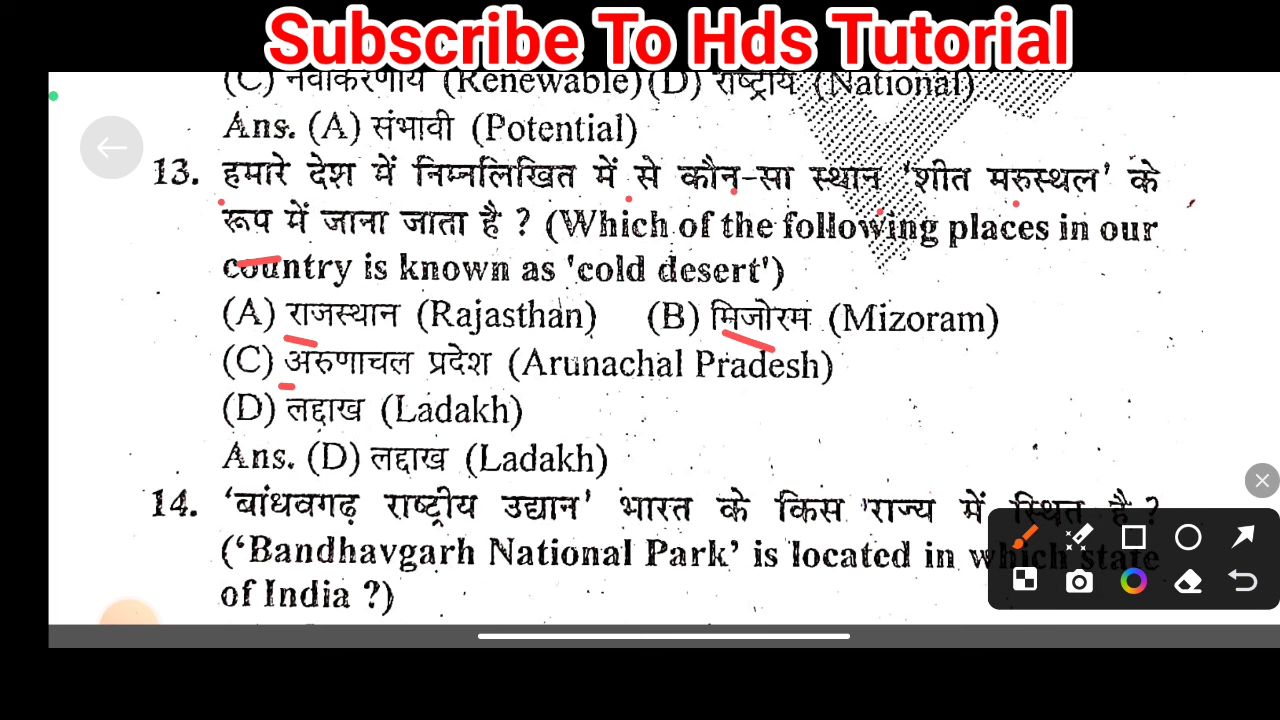 Subscribe To Hds Tutorial
(C) नवीकरणीय (Renewable) (D) राष्ट्रीय (National)
Ans. (A) संभावी (Potential)
13. हमारे देश में निम्नलिखित में से कौन-सा स्थान 'शीत मरुस्थल' के
रूप में जाना जाता है ? (Which of the following places in our
country is known as 'cold desert')
(A) राजस्थान (Rajasthan) (B) मिजोरम (Mizoram)
(C) अरुणाचल प्रदेश (Arunachal Pradesh)
(D) लद्दाख (Ladakh)
Ans. (D) लद्दाख (Ladakh)
14. 'बांधवगढ़ राष्ट्रीय उद्यान' भारत के किस राज्य में स्थित है ?
('Bandhavgarh National Park' is located in which state
of India ?)